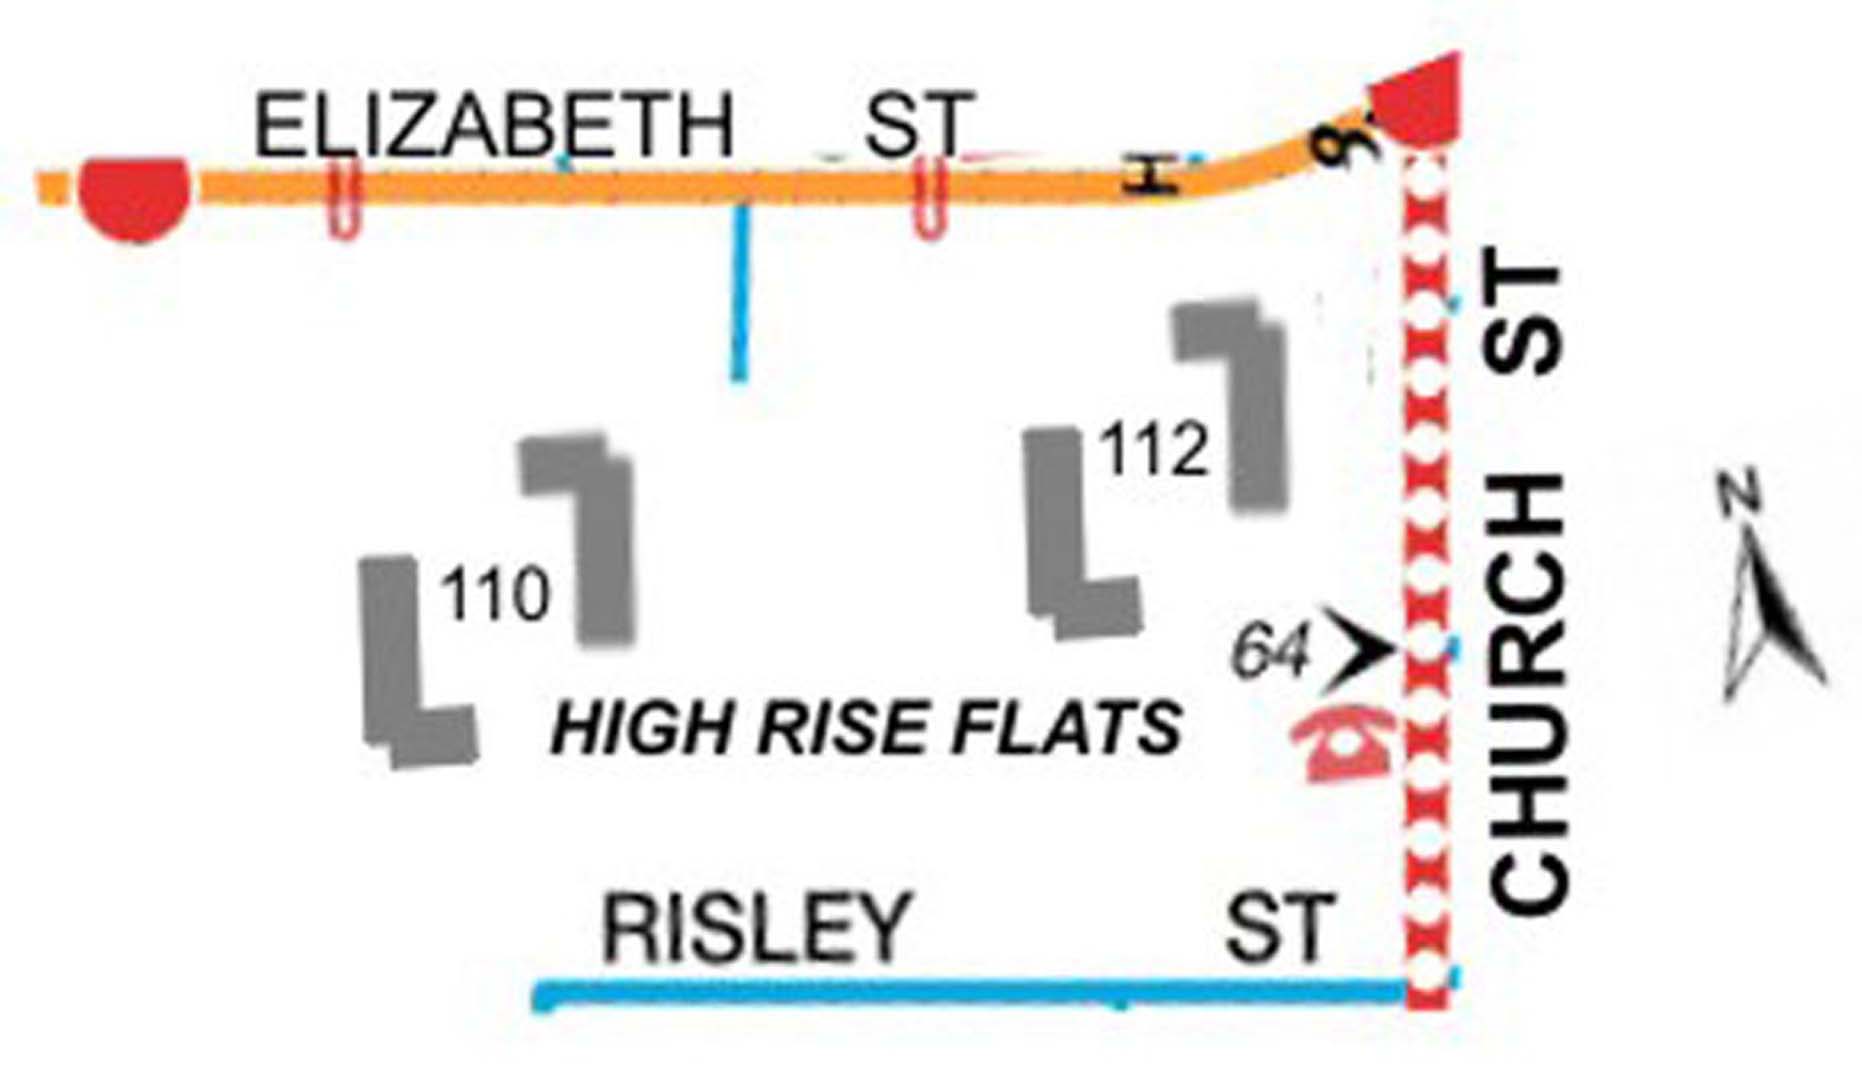 ELIZABETH ST
H
112
N
110
64
HIGH RISE FLATS
CHURCH ST
RISLEY ST